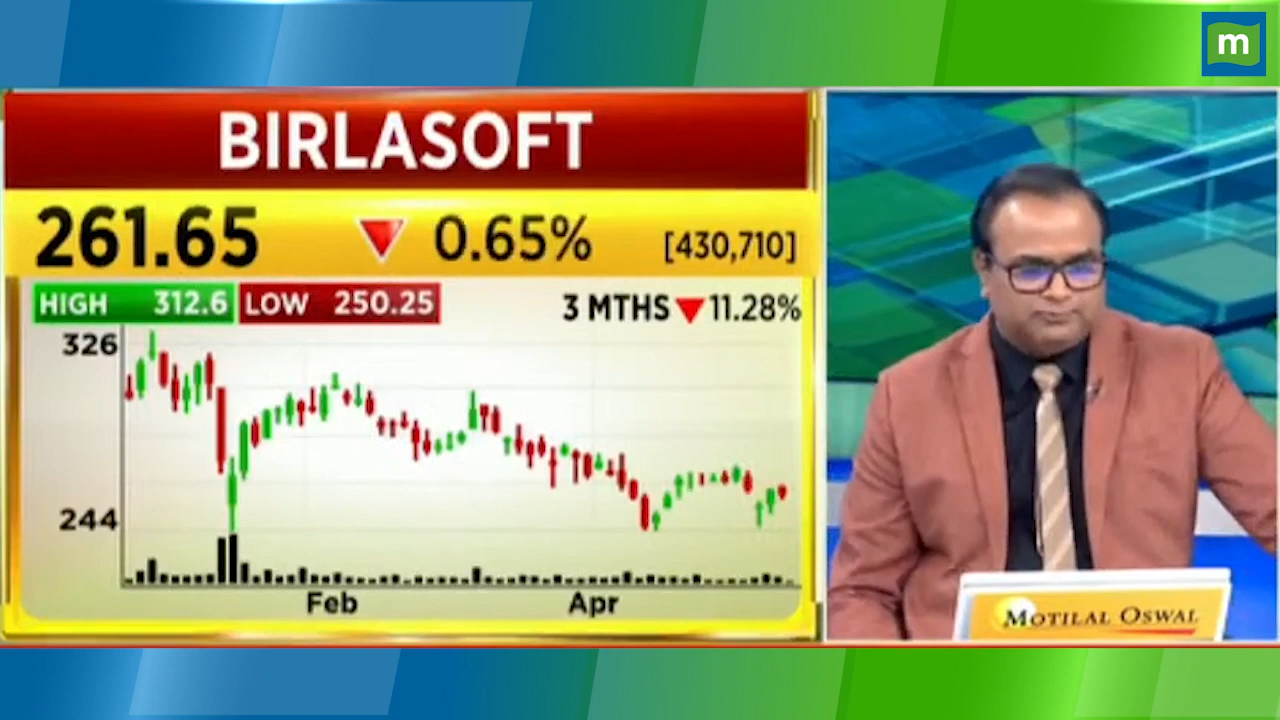 m
BIRLASOFT
261.65 0.65% [430,710]
HIGH 312.6 LOW 250.25 3 MTHS 11.28%
326
244
Feb Apr
MOTILAL OSWAL